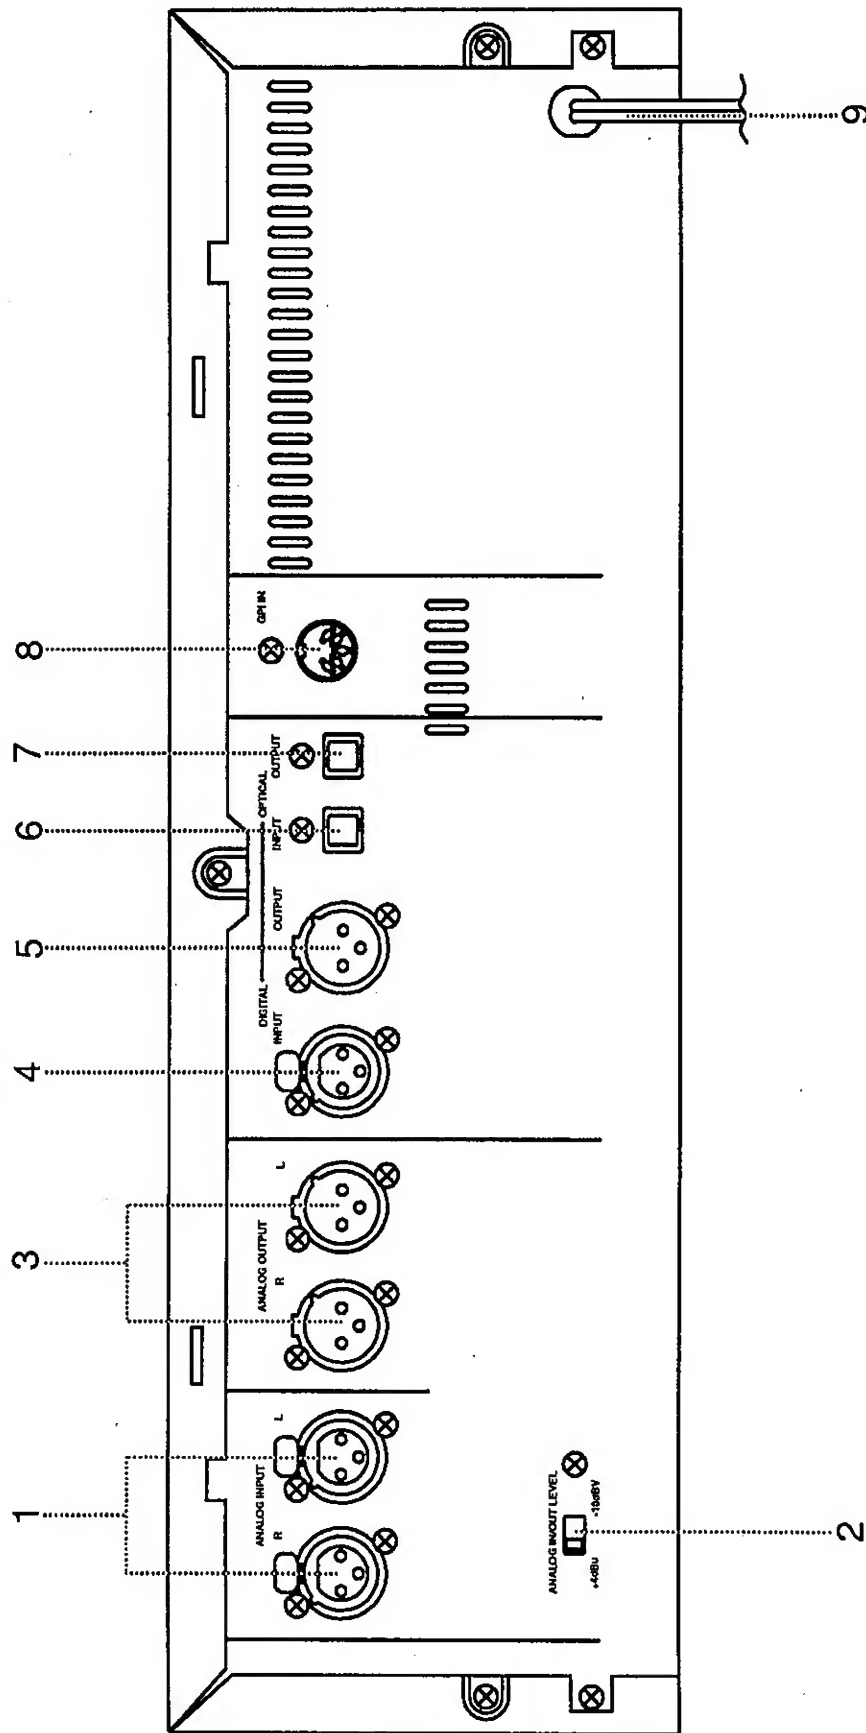 1
3
4
5
6
7
8
ANALOG INPUT
R
L
ANALOG OUTPUT
R
L
DIGITAL
OPTICAL
INPUT
OUTPUT
INPUT
OUTPUT
GPI IN
ANALOG IN/OUT LEVEL
+4dBu
-10dBV
2
9